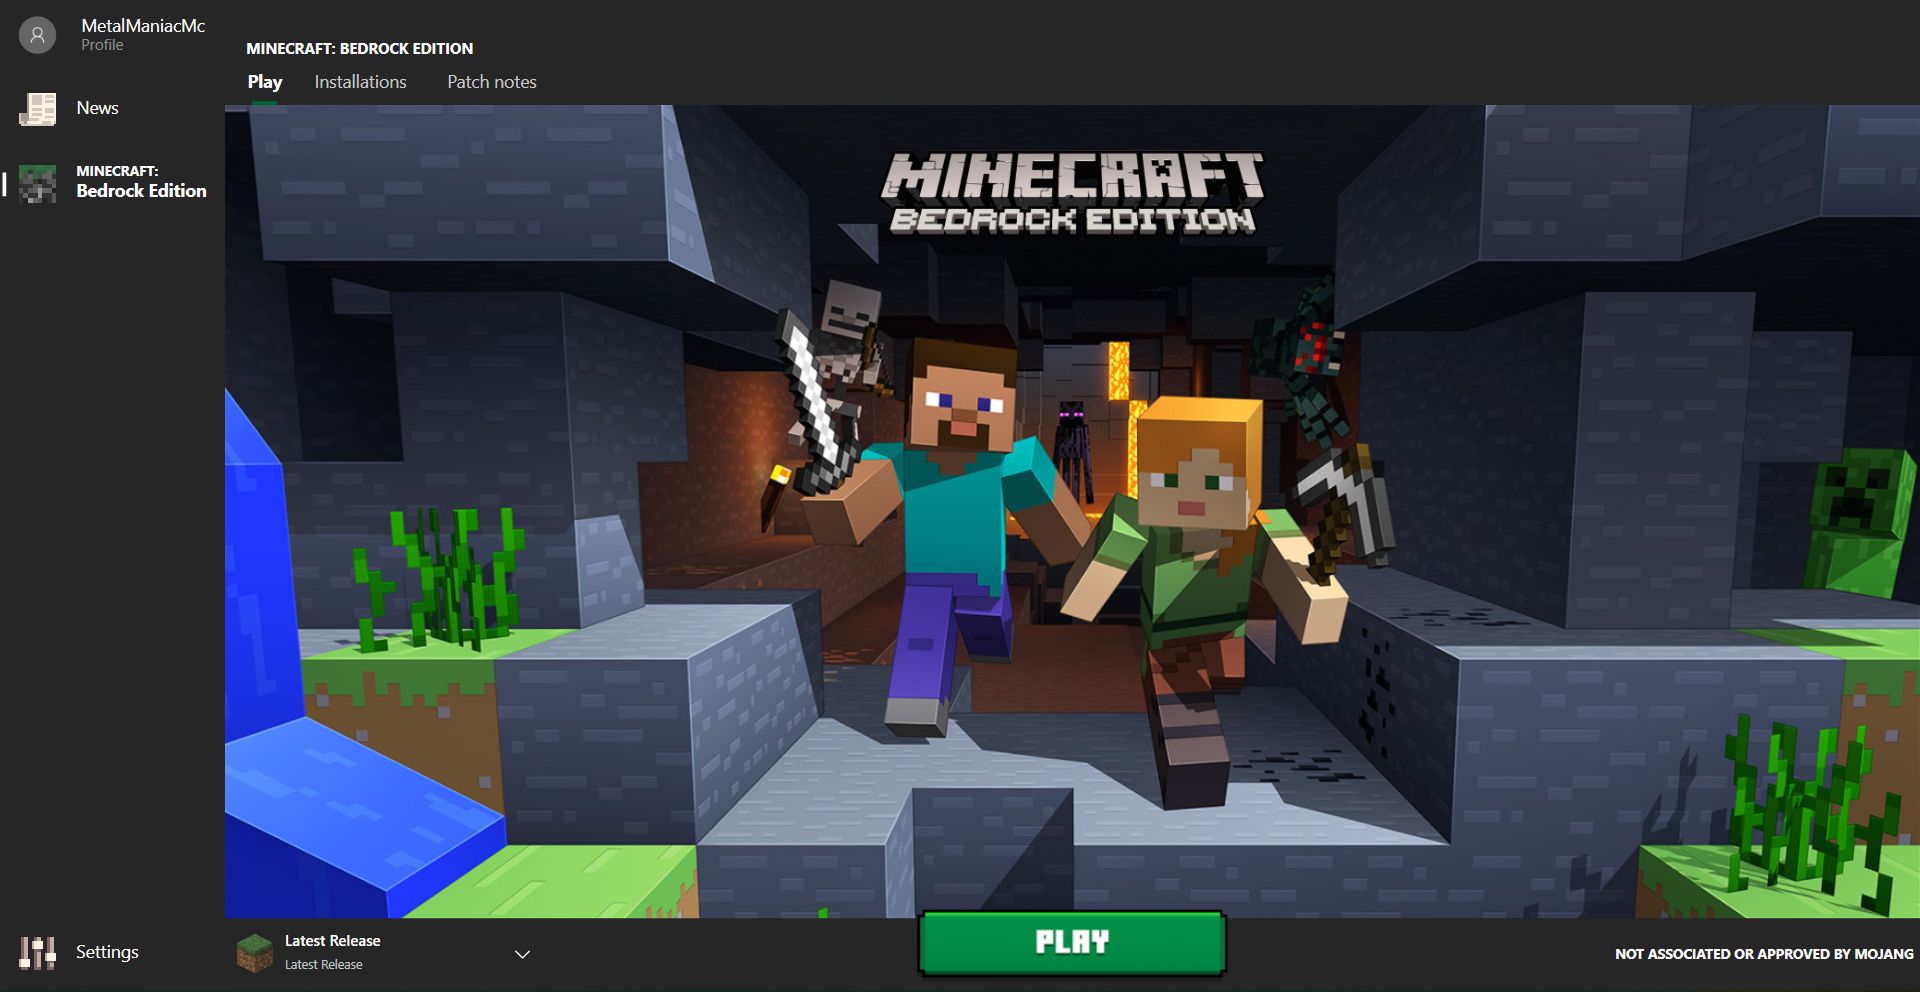 MetalManiacMc
Profile
News
MINECRAFT:
Bedrock Edition
Settings
MINECRAFT: BEDROCK EDITION
Play
Installations
Patch notes
MINECRAFT
BEDROCK EDITION
Latest Release
Latest Release
PLAY
NOT ASSOCIATED OR APPROVED BY MOJANG